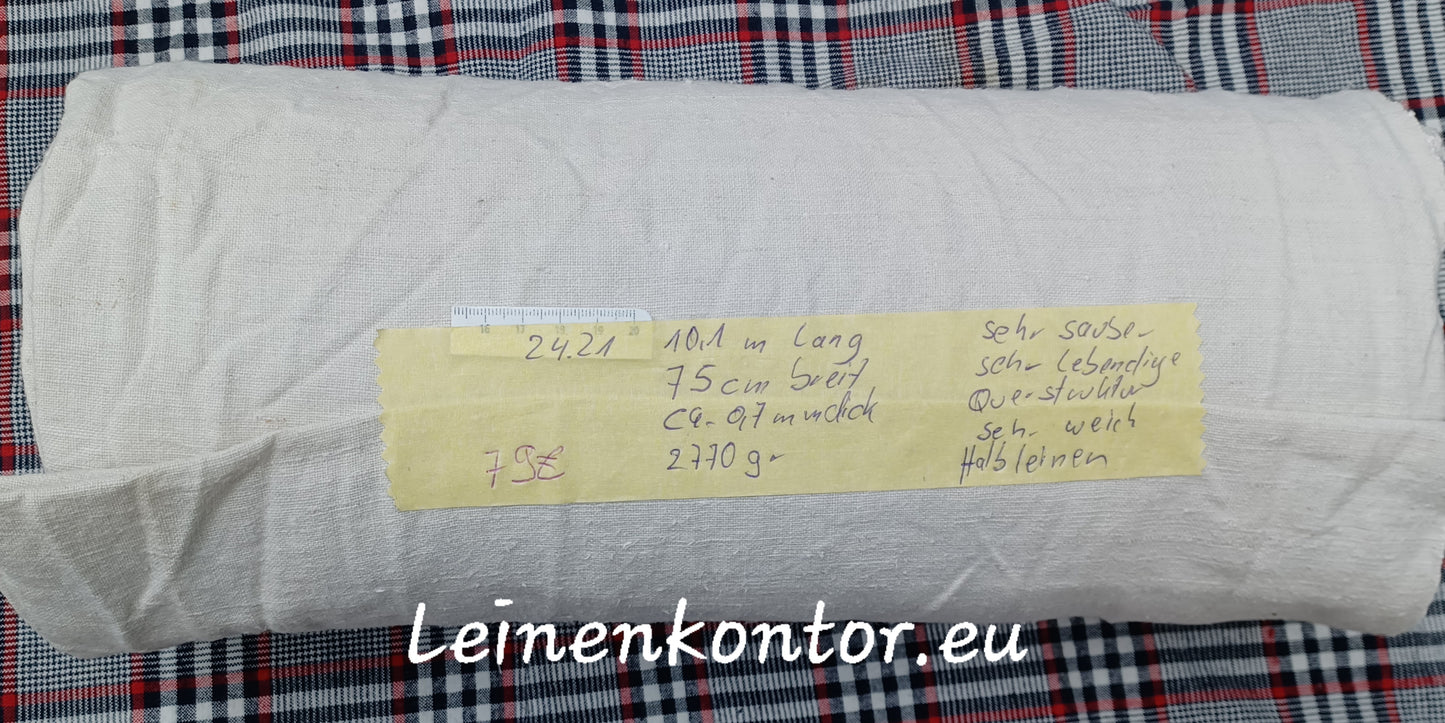 16 17 18 19 20
24.21
79€
10,1 m lang
75 cm breit
ca. 0,7 mm dick
2770 gr
sehr sauber
sehr lebendige
Querstruktur
sehr weich
Halbleinen
Leinenkontor.eu